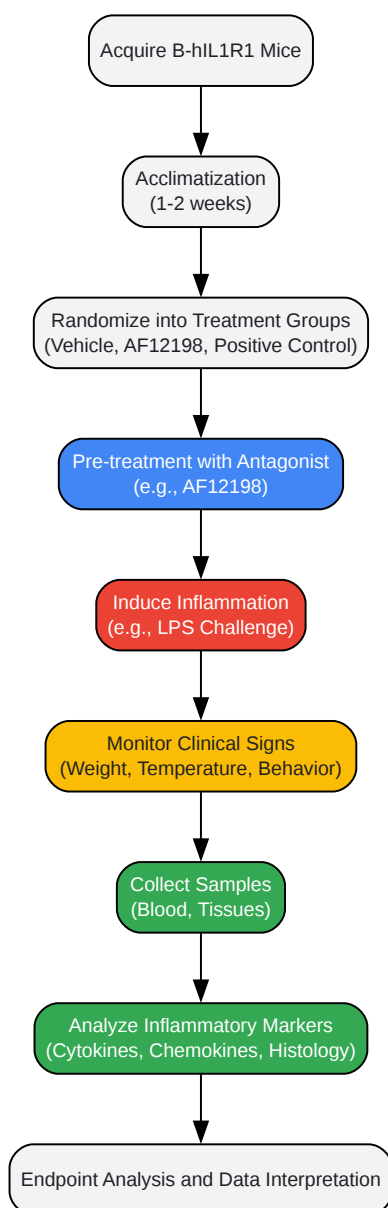 Acquire B-hIL1R1 Mice
Acclimatization
(1-2 weeks)
Randomize into Treatment Groups
(Vehicle, AF12198, Positive Control)
Pre-treatment with Antagonist
(e.g., AF12198)
Induce Inflammation
(e.g., LPS Challenge)
Monitor Clinical Signs
(Weight, Temperature, Behavior)
Collect Samples
(Blood, Tissues)
Analyze Inflammatory Markers
(Cytokines, Chemokines, Histology)
Endpoint Analysis and Data Interpretation